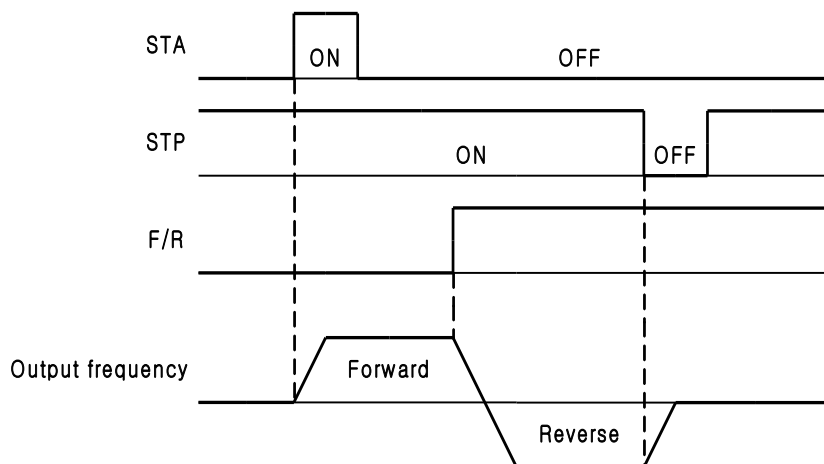 STA
ON
OFF
STP
ON
OFF
F/R
Output frequency
Forward
Reverse